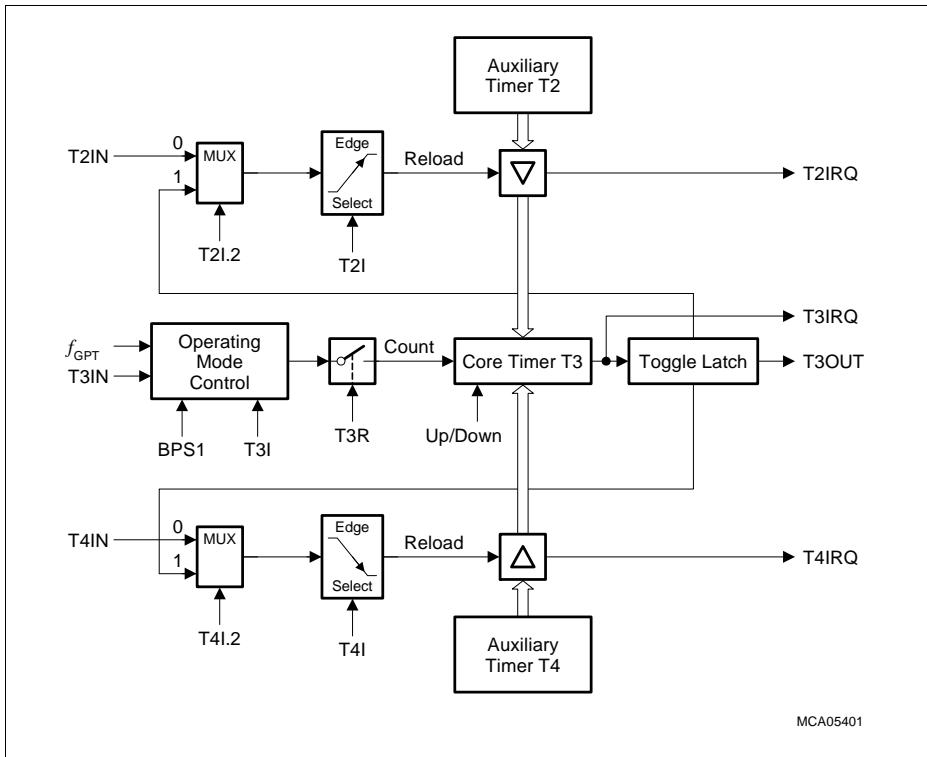 Auxiliary
Timer T2
T2IN
0
1
MUX
T2I.2
Edge
Select
T2I
Reload
T2IRQ
fGPT
T3IN
Operating
Mode
Control
BPS1
T3I
T3R
Count
Core Timer T3
Up/Down
Toggle Latch
T3IRQ
T3OUT
T4IN
0
1
MUX
T4I.2
Edge
Select
T4I
Reload
T4IRQ
Auxiliary
Timer T4
MCA05401